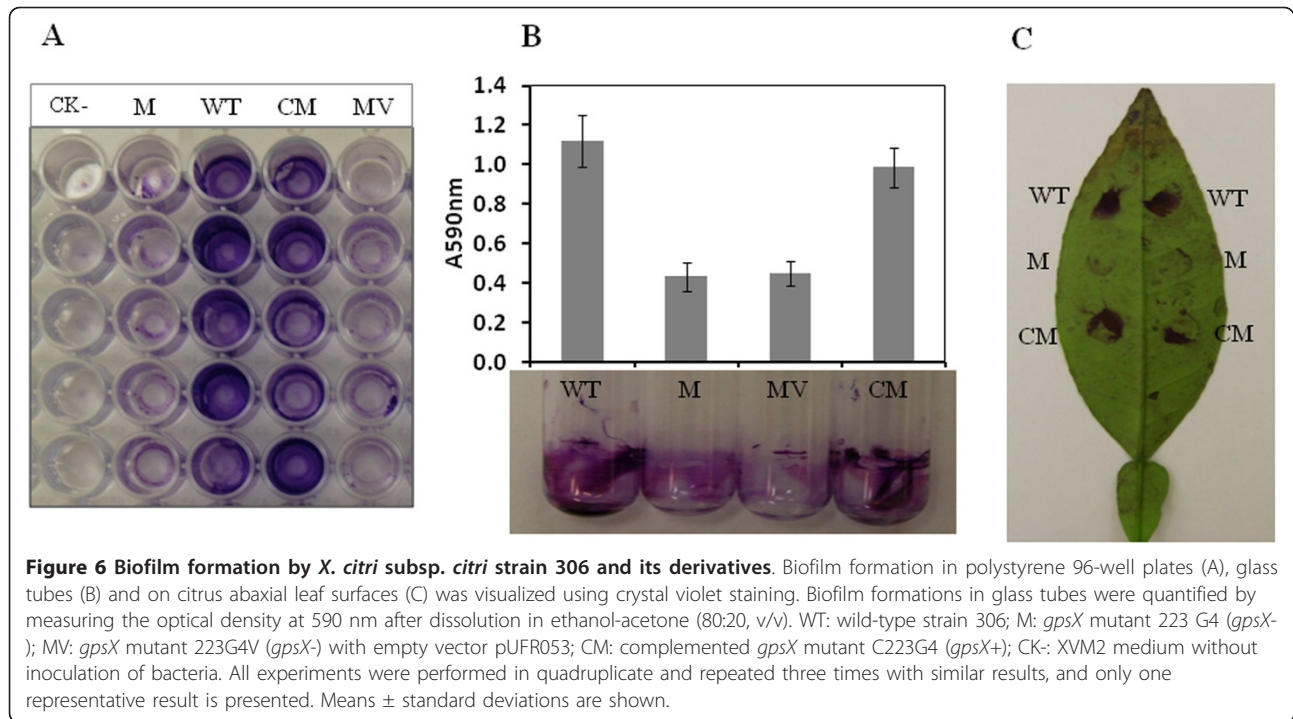 A
B
C
CK- M WT CM MV
1.4
1.2
1.0
0.8
0.6
0.4
0.2
0.0
A590nm
WT M MV CM
WT WT
M M
CM CM
Figure 6 Biofilm formation by X. citri subsp. citri strain 306 and its derivatives. Biofilm formation in polystyrene 96-well plates (A), glass
tubes (B) and on citrus abaxial leaf surfaces (C) was visualized using crystal violet staining. Biofilm formations in glass tubes were quantified by
measuring the optical density at 590 nm after dissolution in ethanol-acetone (80:20, v/v). WT: wild-type strain 306; M: gpsX mutant 223 G4 (gpsX-
); MV: gpsX mutant 223G4V (gpsX-) with empty vector pUFR053; CM: complemented gpsX mutant C223G4 (gpsX+); CK-: XVM2 medium without
inoculation of bacteria. All experiments were performed in quadruplicate and repeated three times with similar results, and only one
representative result is presented. Means ± standard deviations are shown.